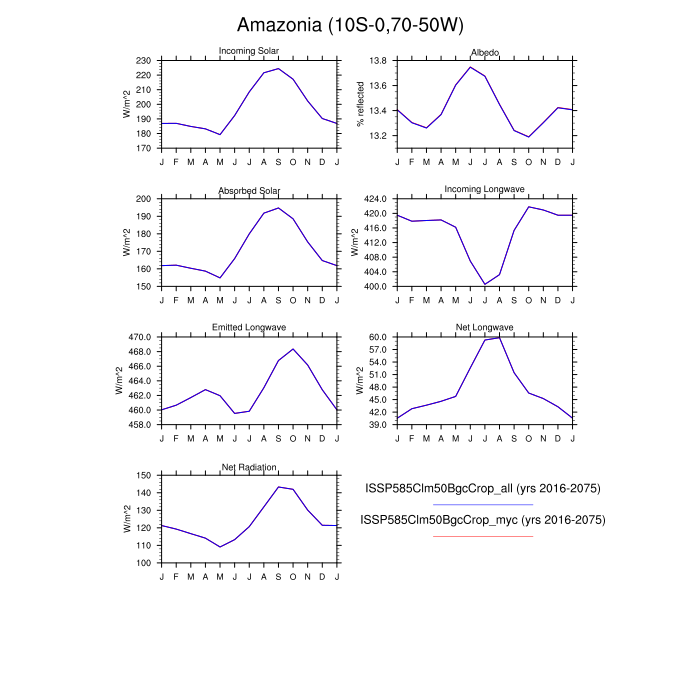 Amazonia (10S-0,70-50W)
Incoming Solar
W/m^2
230
220
210
200
190
180
170
J F M A M J J A S O N D J
Albedo
% reflected
13.8
13.6
13.4
13.2
J F M A M J J A S O N D J
Absorbed Solar
W/m^2
200
190
180
170
160
150
J F M A M J J A S O N D J
Incoming Longwave
W/m^2
424.0
420.0
416.0
412.0
408.0
404.0
400.0
J F M A M J J A S O N D J
Emitted Longwave
W/m^2
470.0
468.0
466.0
464.0
462.0
460.0
458.0
J F M A M J J A S O N D J
Net Longwave
W/m^2
60.0
57.0
54.0
51.0
48.0
45.0
42.0
39.0
J F M A M J J A S O N D J
Net Radiation
W/m^2
150
140
130
120
110
100
J F M A M J J A S O N D J
ISSP585Clm50BgcCrop_all (yrs 2016-2075)
ISSP585Clm50BgcCrop_myc (yrs 2016-2075)